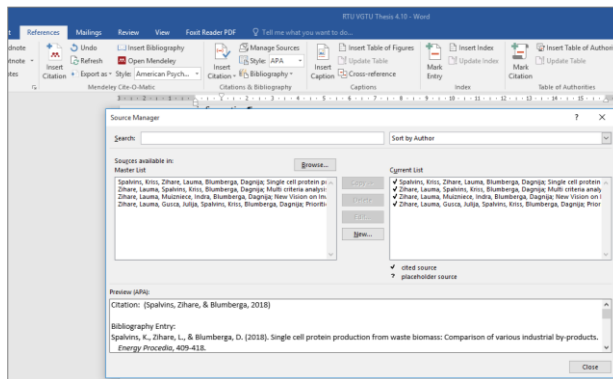 RTU VGTU Thesis 4.10 - Word
References Mailings Review View Foxit Reader PDF Tell me what you want to do...
Undo Insert Bibliography Manage Sources Insert Table of Figures Insert Index Insert Table of Authori
Refresh Open Mendeley Style: APA Update Table Update Index Update Table
Export as Style: American Psych... Bibliography Cross-reference
Insert Citation Insert Citation Insert Caption Mark Entry Mark Citation
Mendeley Cite-O-Matic Citations & Bibliography Captions Index Table of Authorities
Source Manager ? ×
Search: Sort by Author
Sources available in:
Master List Browse... Current List
Spalvins, Kriss, Zihare, Lauma, Blumberga, Dagnija; Single cell protein p
Zihare, Lauma, Spalvins, Kriss, Blumberga, Dagnija; Multi criteria analysi
Zihare, Lauma, Muizniece, Indra, Blumberga, Dagnija; New Vision on In
Zihare, Lauma, Gusca, Julija, Spalvins, Kriss, Blumberga, Dagnija; Prioriti
Delete
Edit...
New...
✓ Spalvins, Kriss, Zihare, Lauma, Blumberga, Dagnija; Single cell pro
✓ Zihare, Lauma, Spalvins, Kriss, Blumberga, Dagnija; Multi criteria analy
✓ Zihare, Lauma, Muizniece, Indra, Blumberga, Dagnija; New Vision
✓ Zihare, Lauma, Gusca, Julija, Spalvins, Kriss, Blumberga, Dagnija; Prior
✓ cited source
? placeholder source
Preview (APA):
Citation: (Spalvins, Zihare, & Blumberga, 2018)
Bibliography Entry:
Spalvins, K., Zihare, L., & Blumberga, D. (2018). Single cell protein production from waste biomass: Comparison of various industrial by-products.
Energy Procedia, 409-418.
Close